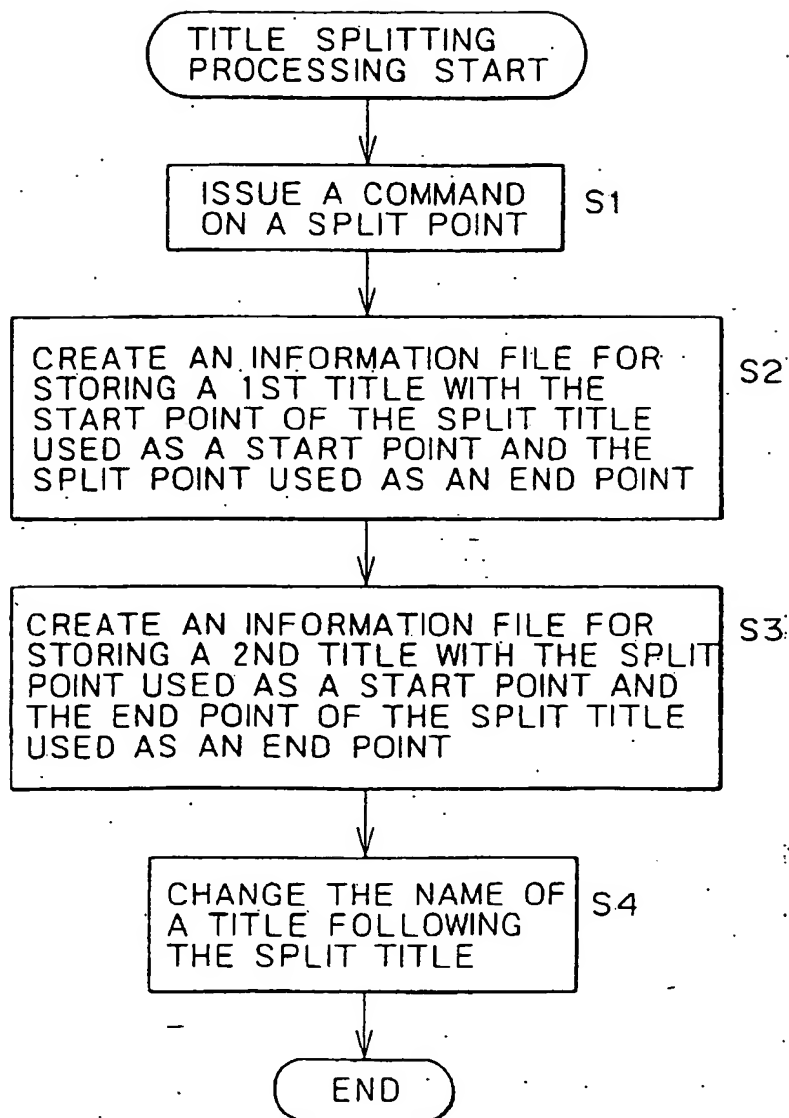 TITLE SPLITTING
PROCESSING START
ISSUE A COMMAND
ON A SPLIT POINT
S1
CREATE AN INFORMATION FILE FOR
STORING A 1ST TITLE WITH THE
START POINT OF THE SPLIT TITLE
USED AS A START POINT AND THE
SPLIT POINT USED AS AN END POINT
S2
CREATE AN INFORMATION FILE FOR
STORING A 2ND TITLE WITH THE SPLIT
POINT USED AS A START POINT AND
THE END POINT OF THE SPLIT TITLE
USED AS AN END POINT
S3
CHANGE THE NAME OF
A TITLE FOLLOWING
THE SPLIT TITLE
S4
END